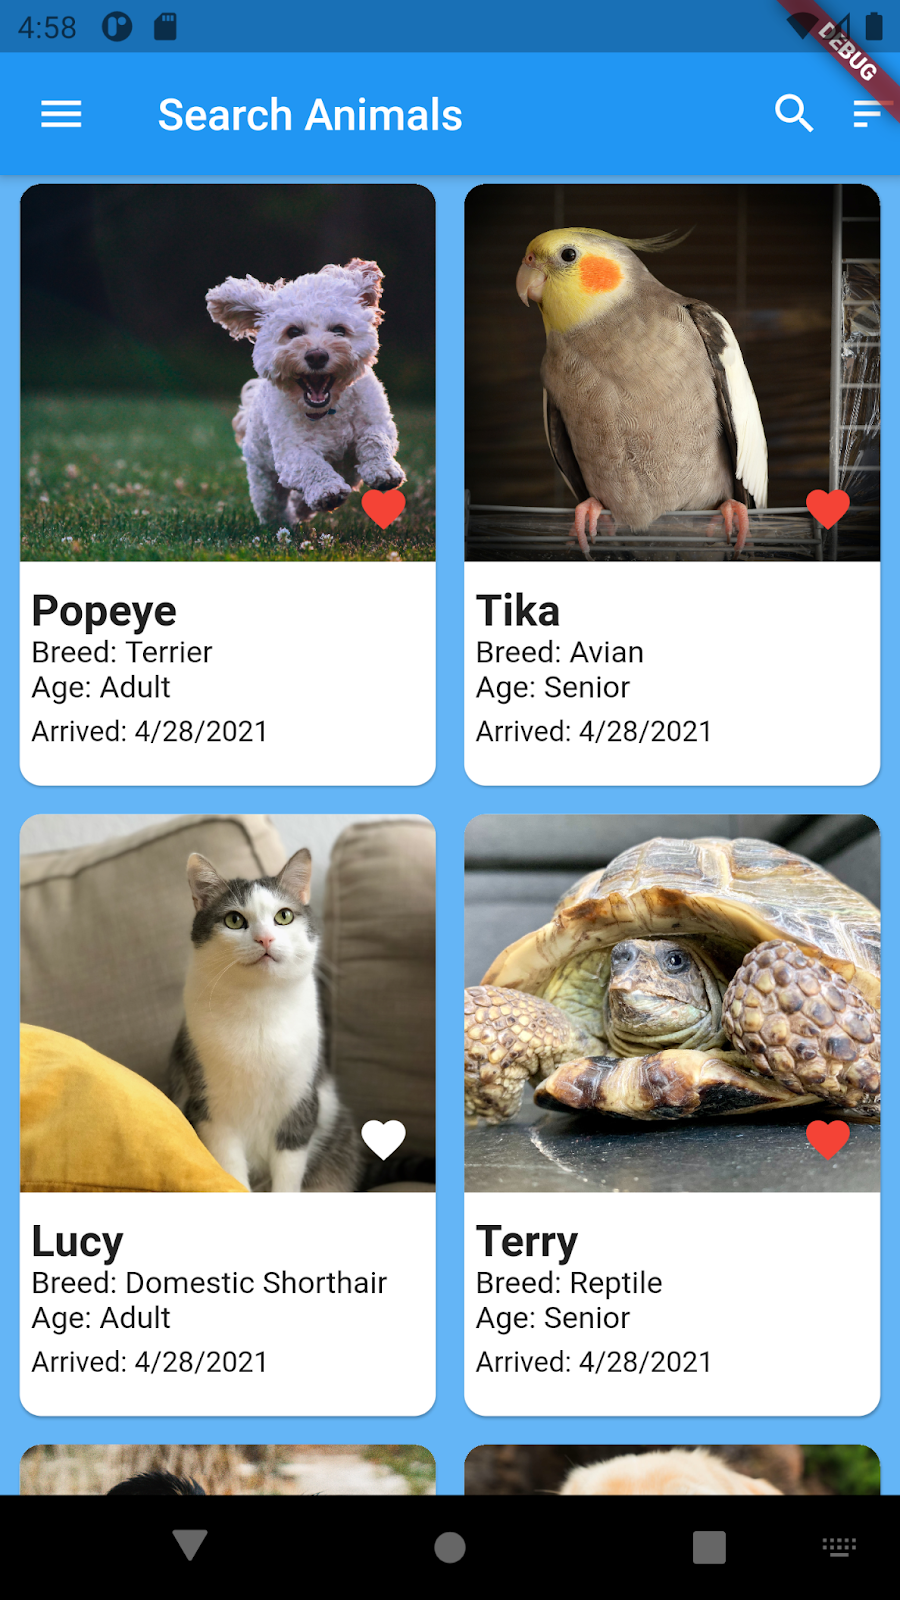 4:58
DEBUG
Search Animals
Popeye
Breed: Terrier
Age: Adult
Arrived: 4/28/2021
Tika
Breed: Avian
Age: Senior
Arrived: 4/28/2021
Lucy
Breed: Domestic Shorthair
Age: Adult
Arrived: 4/28/2021
Terry
Breed: Reptile
Age: Senior
Arrived: 4/28/2021